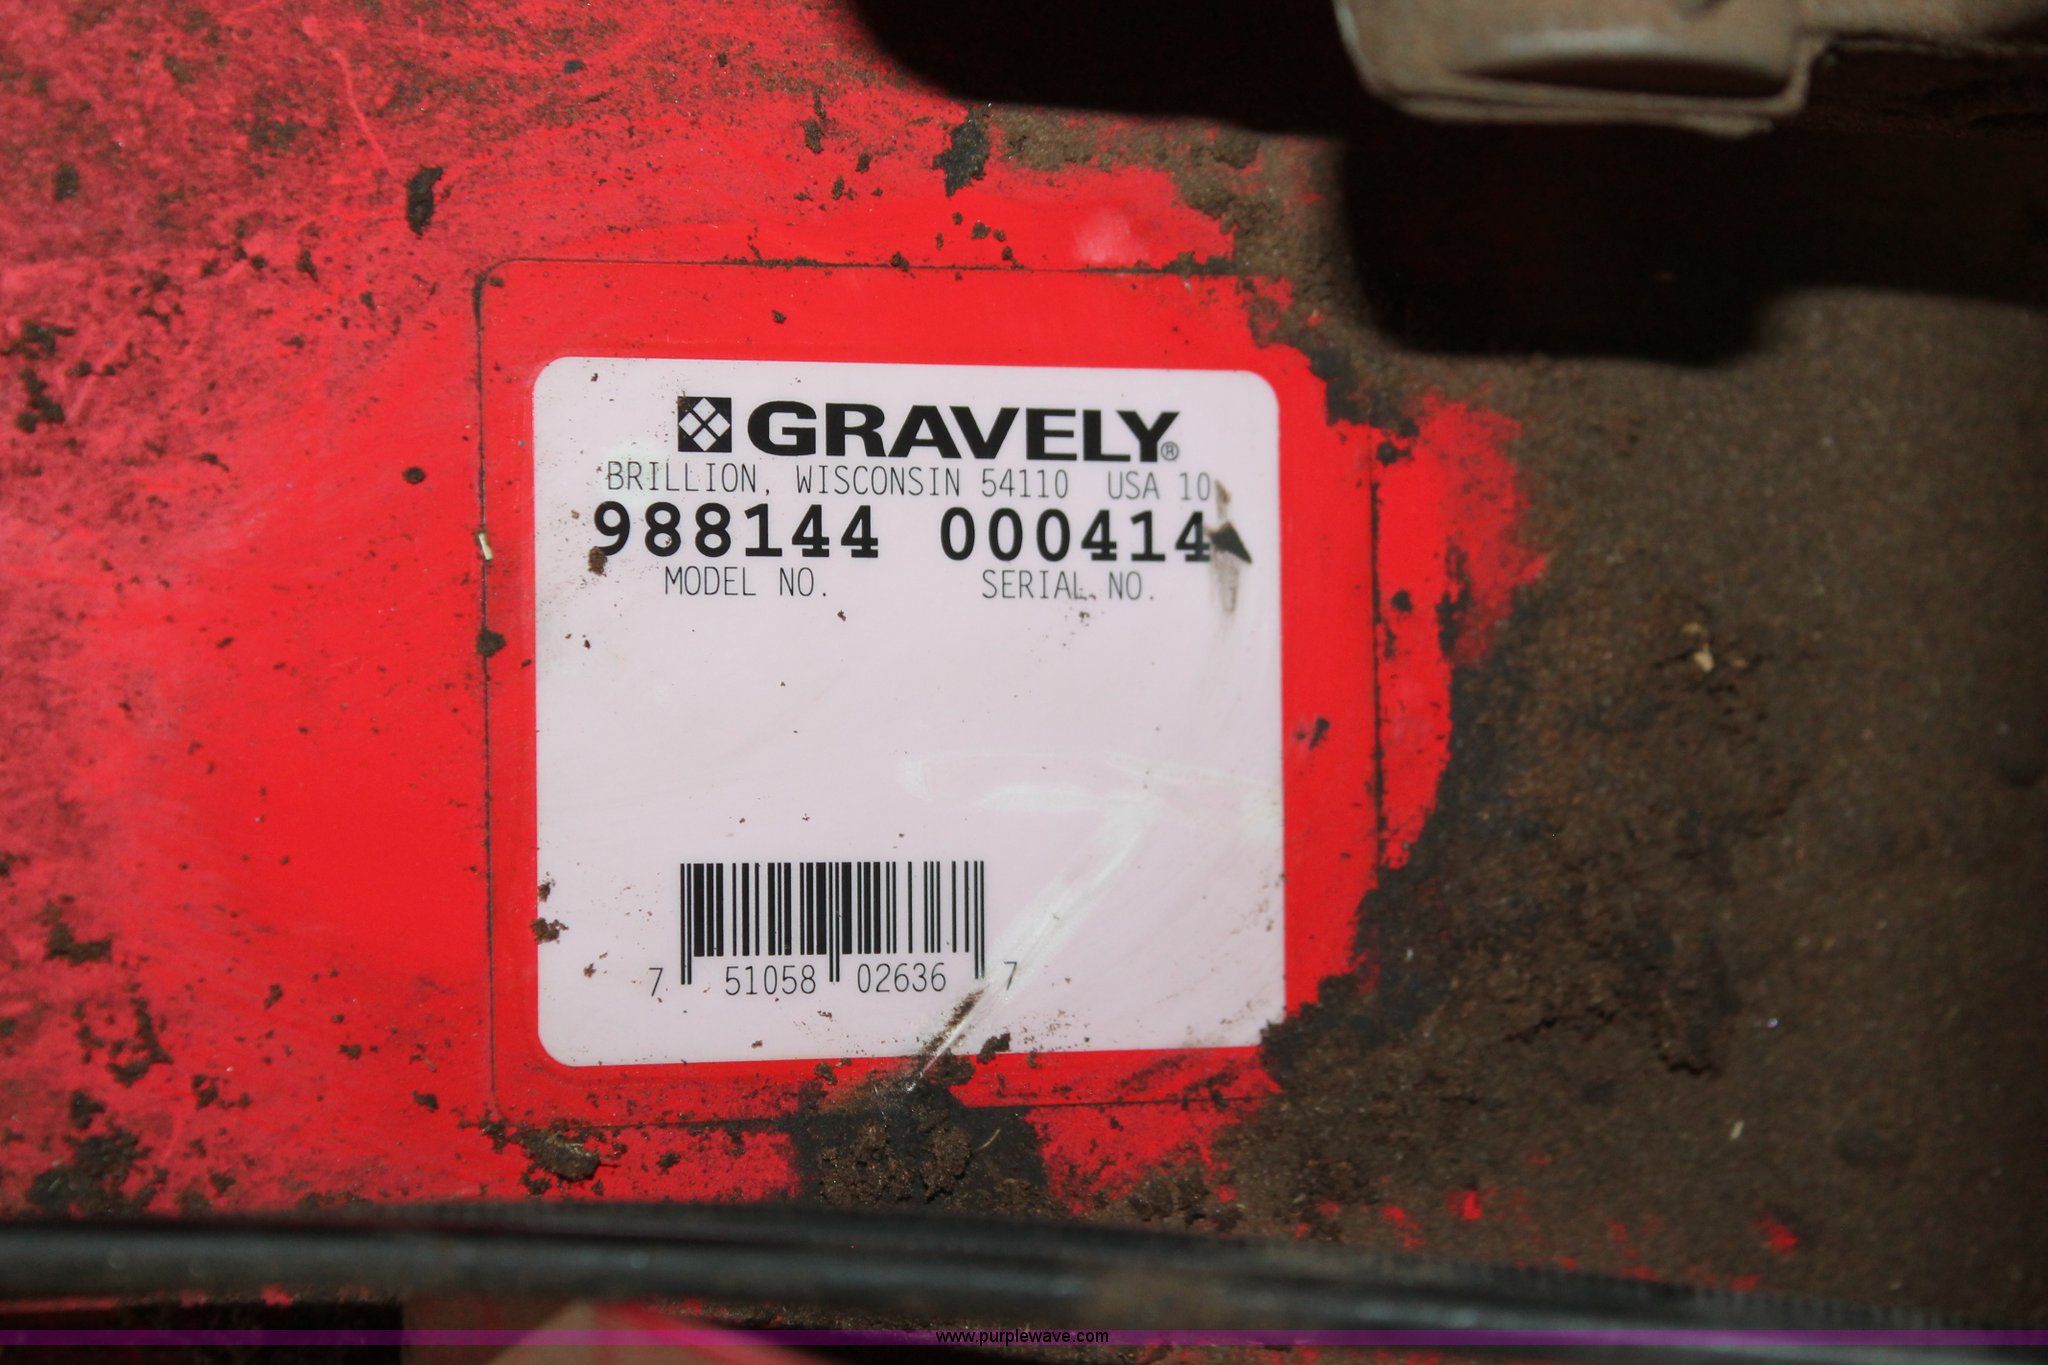 GRAVELY®
BRILLION, WISCONSIN 54110 USA 10
988144 000414
MODEL NO. SERIAL NO.
7 51058 02636 7
www.purplewave.com